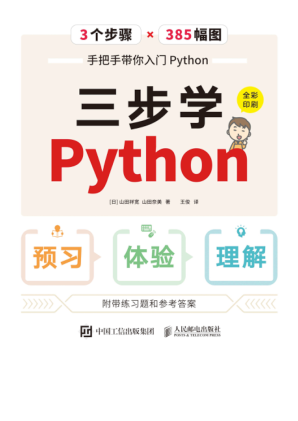 3个步骤 × 385幅图
手把手带你入门 Python
三步学
全彩
印刷
Python
[日] 山田祥宽 山田奈美 著 王俊 译
预习 体验 理解
附带练习题和参考答案
中国工信出版集团 人民邮电出版社
POSTS & TELECOM PRESS